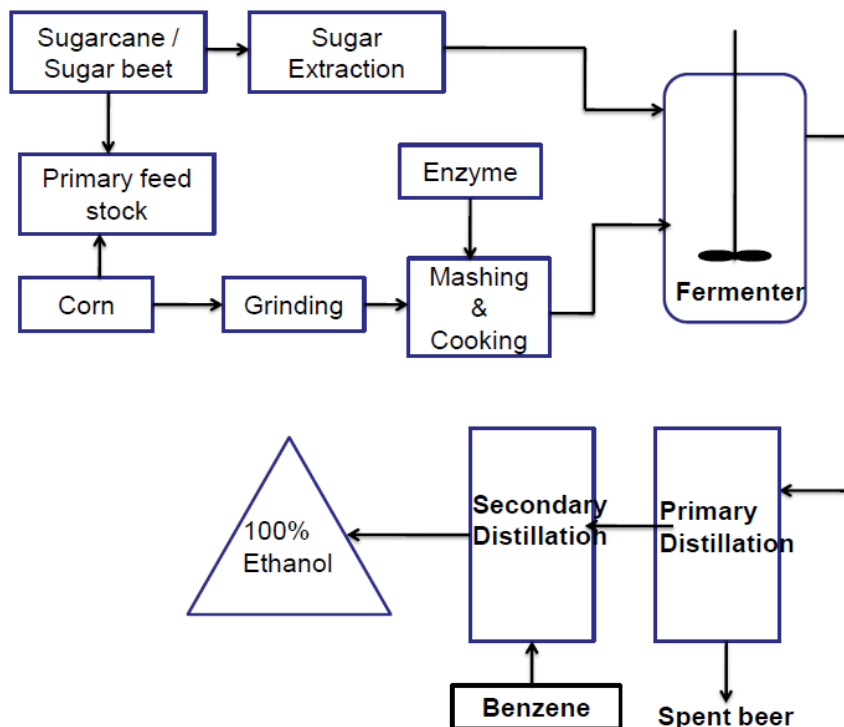 Sugarcane /
Sugar beet
Sugar
Extraction
Primary feed
stock
Enzyme
Corn
Grinding
Mashing
&
Cooking
Fermenter
100%
Ethanol
Secondary
Distillation
Primary
Distillation
Benzene
Spent beer